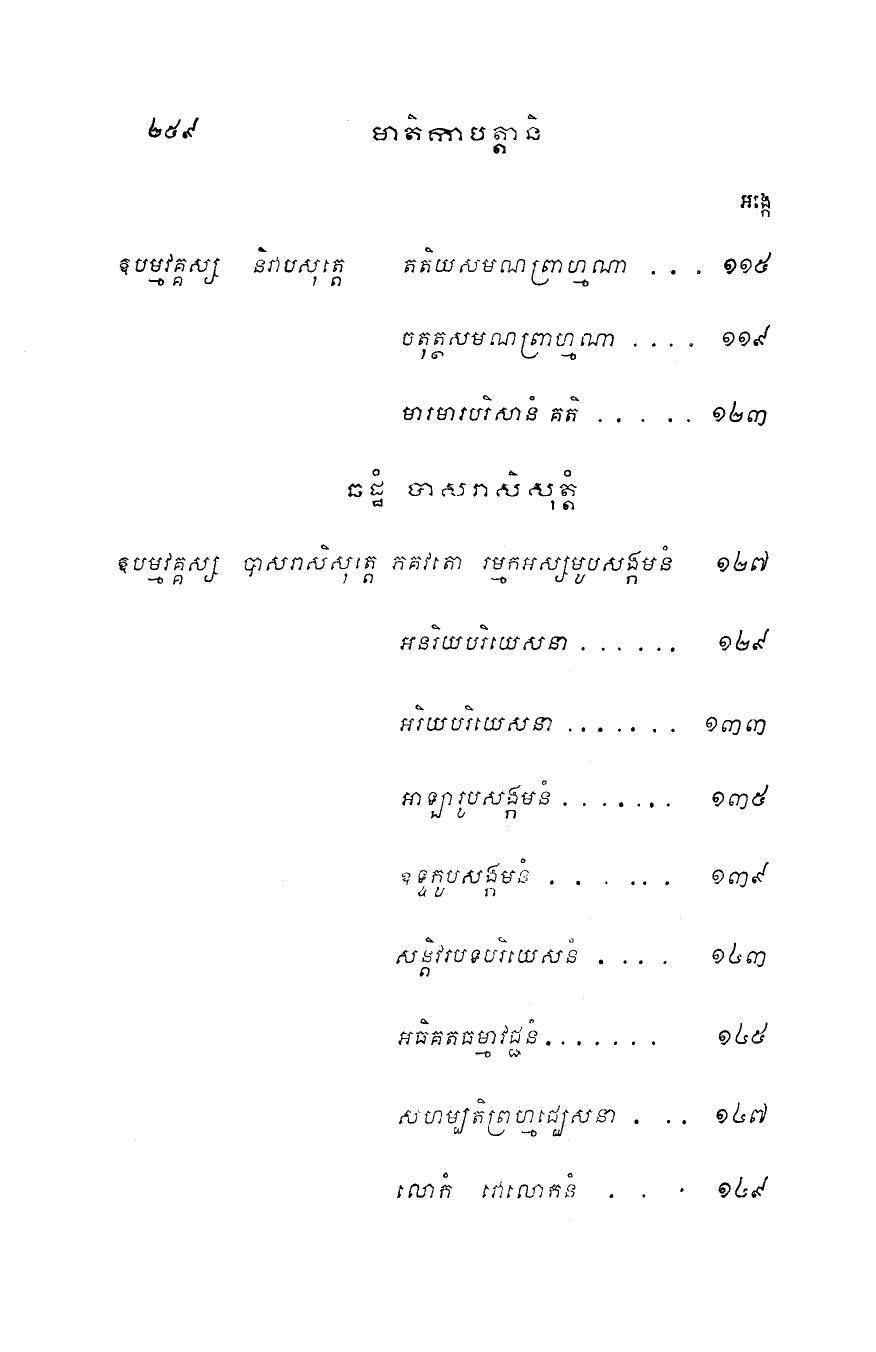 ២៥៩ មាតិកាបត្តានិ
អង្កេ
ឱបម្មវគ្គស្ស និវាបសុត្តេ តតិយសមណព្រាហ្មណា . . . ១១៥
ចតុត្ថសមណព្រាហ្មណា . . . . ១១៩
មារមារបរិសានំ គតិ . . . . . ១២៣
ឆដ្ឋំ បាសរាសិសុត្តំ
ឱបម្មវគ្គស្ស បាសរាសិសុត្តេ ភគវតោ រម្មកអស្សមូបសង្កមនំ ១២៧
អនរិយបរិយេសនា . . . . . . ១២៩
អរិយបរិយេសនា . . . . . . . ១៣៣
អាឡារូបសង្កមនំ . . . . . . . ១៣៥
ឧទ្ទកូបសង្កមនំ . . . . . . ១៣៩
សន្តិវរបទបរិយេសនំ . . . . ១៤៣
អធិគតធម្មាវជ្ជនំ . . . . . . . ១៤៥
សហម្បតិព្រហ្មជ្ឈេសនា . . . ១៤៧
លោកំ វោលោកនំ . . . ១៤៩